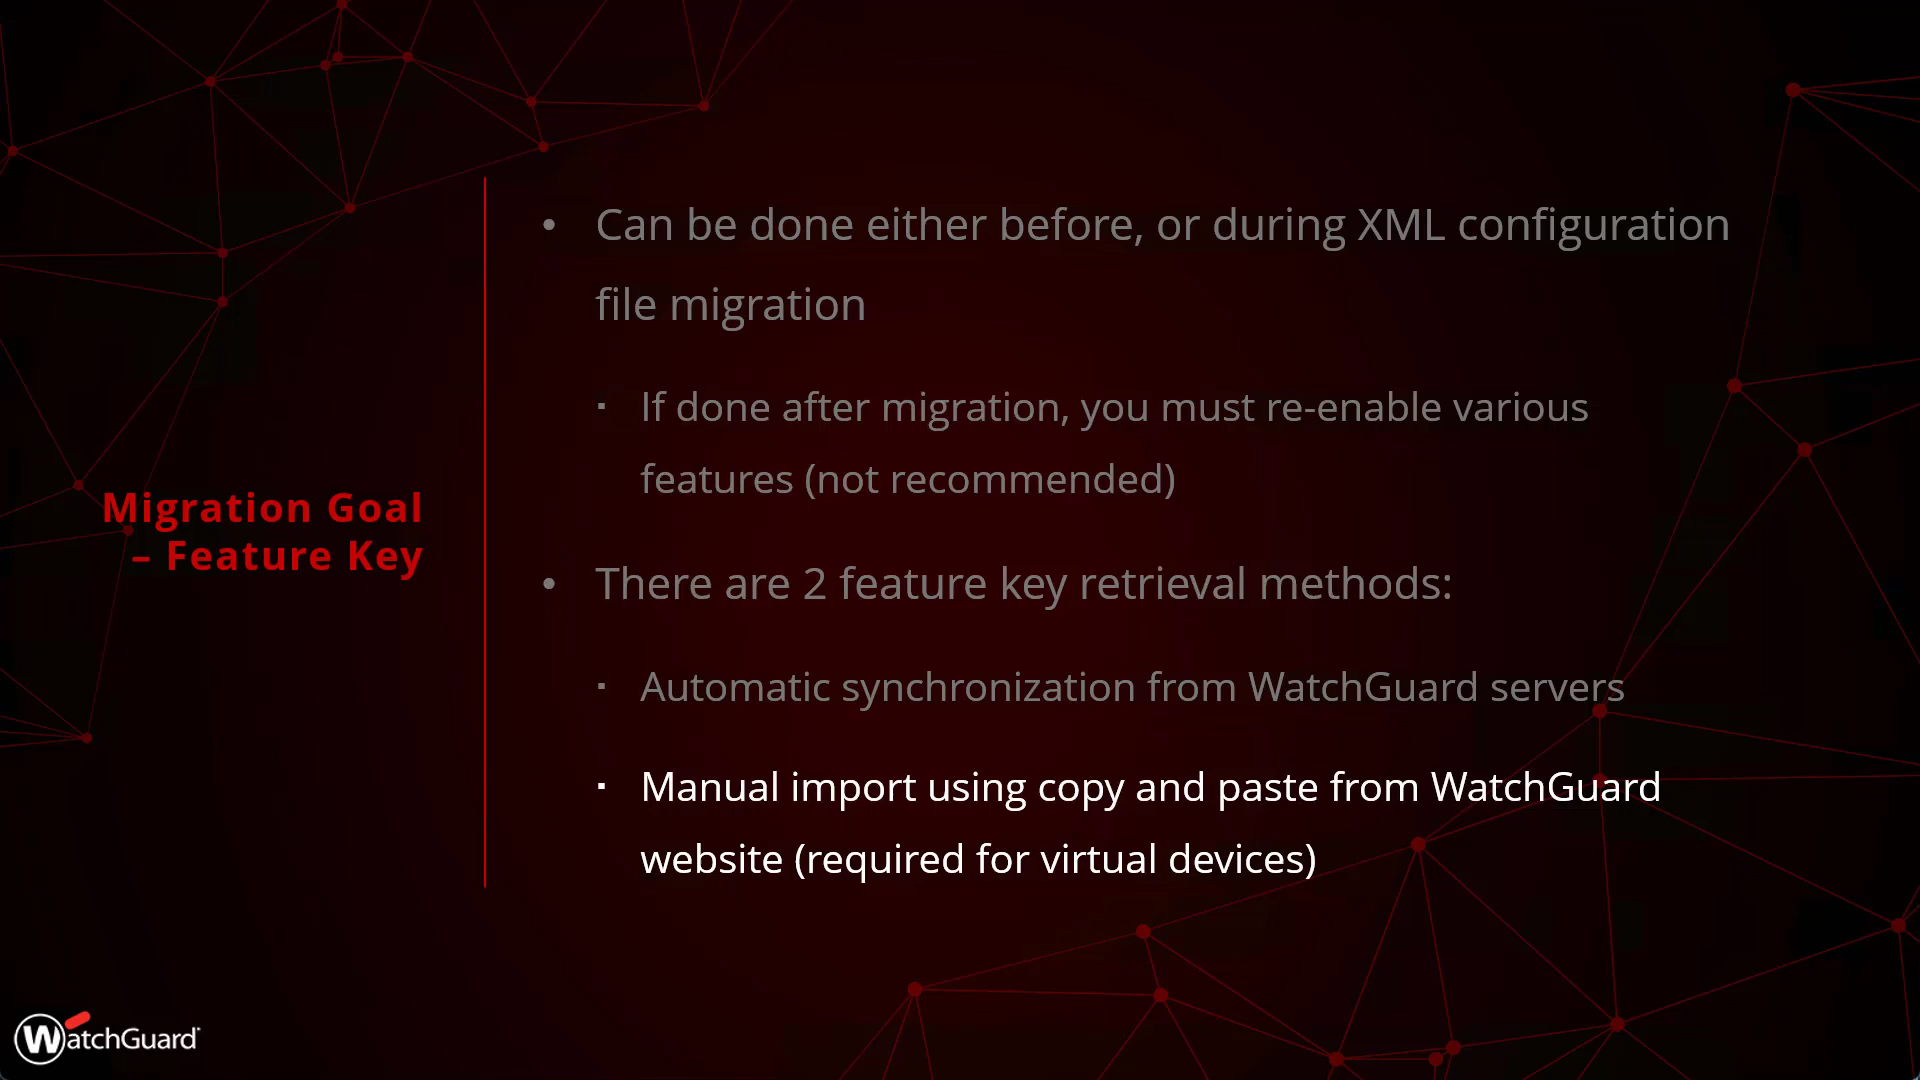 Migration Goal
– Feature Key
• Can be done either before, or during XML configuration
file migration
▪ If done after migration, you must re-enable various
features (not recommended)
• There are 2 feature key retrieval methods:
▪ Automatic synchronization from WatchGuard servers
▪ Manual import using copy and paste from WatchGuard
website (required for virtual devices)
WatchGuard